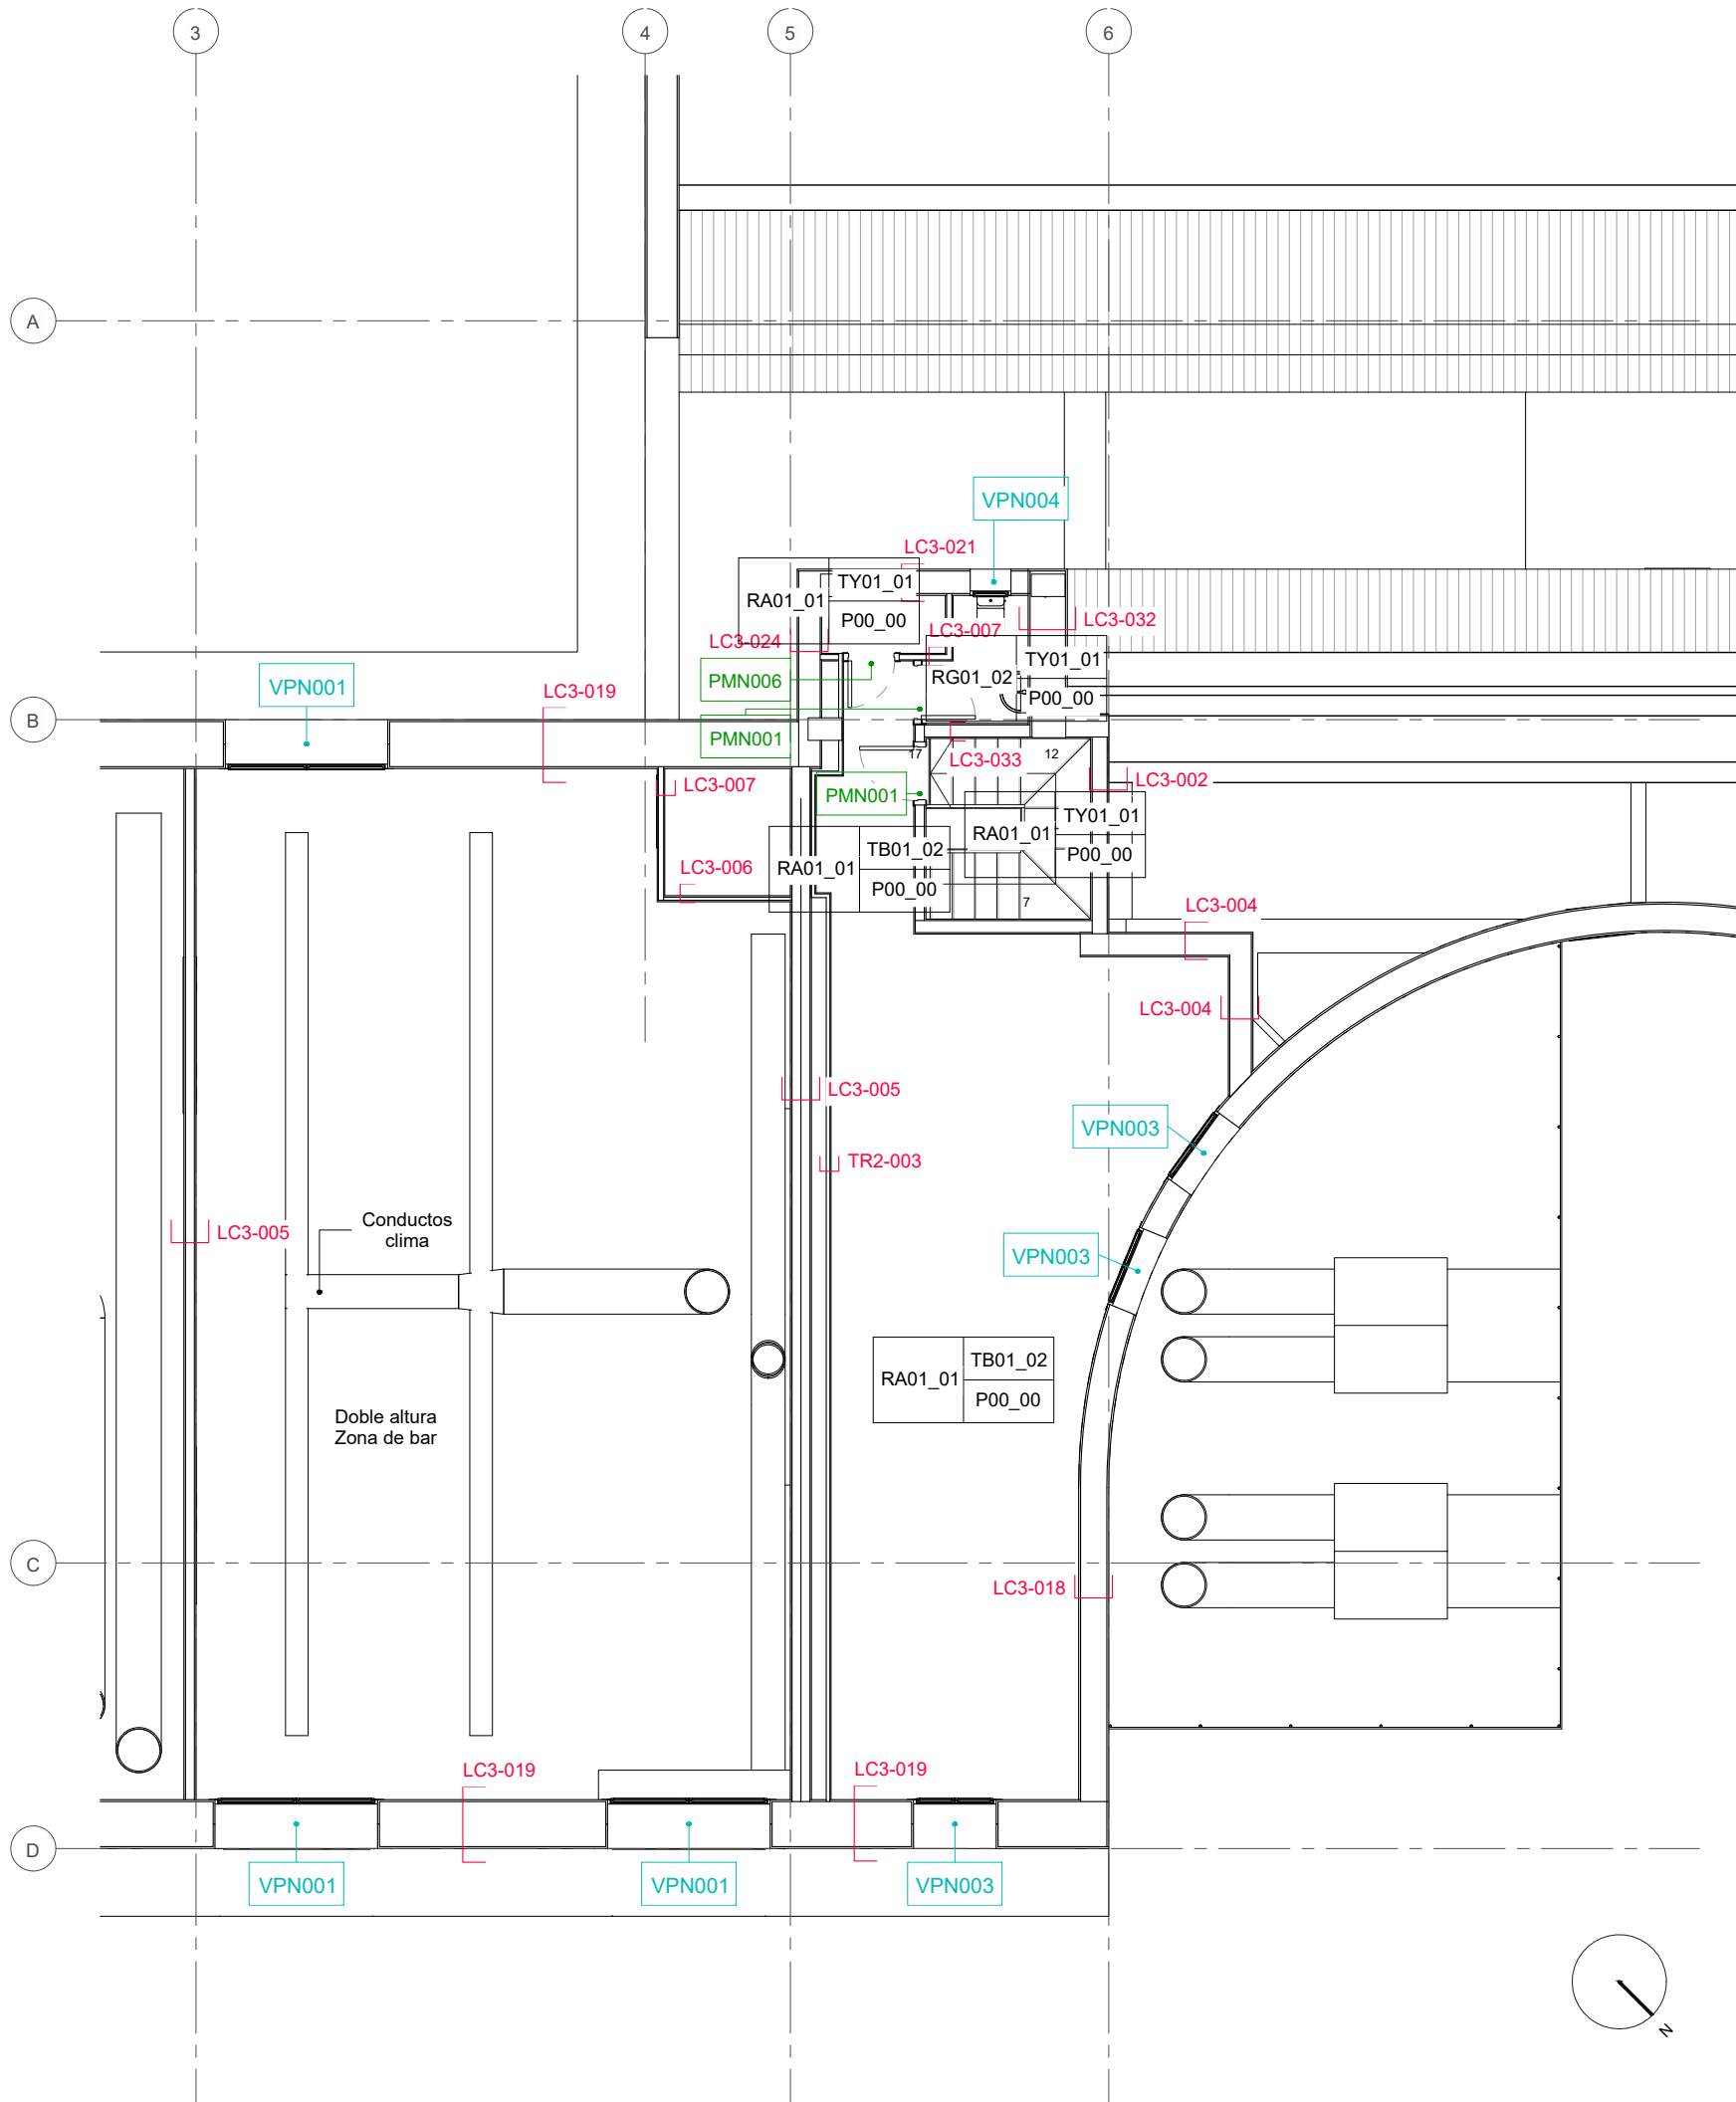 3
4
5
6
A
VPN004
LC3-021
TY01_01
RA01_01
P00_00
LC3-032
LC3-007
LC3-024
TY01_01
RG01_02
P00_00
PMN006
VPN001
LC3-019
B
PMN001
17
12
LC3-033
LC3-007
LC3-002
PMN001
TY01_01
RA01_01
P00_00
TB01_02
RA01_01
P00_00
LC3-006
7
LC3-004
LC3-004
LC3-005
VPN003
TR2-003
Conductos
clima
LC3-005
VPN003
TB01_02
RA01_01
P00_00
Doble altura
Zona de bar
C
LC3-018
LC3-019
LC3-019
D
VPN001
VPN001
VPN003
N